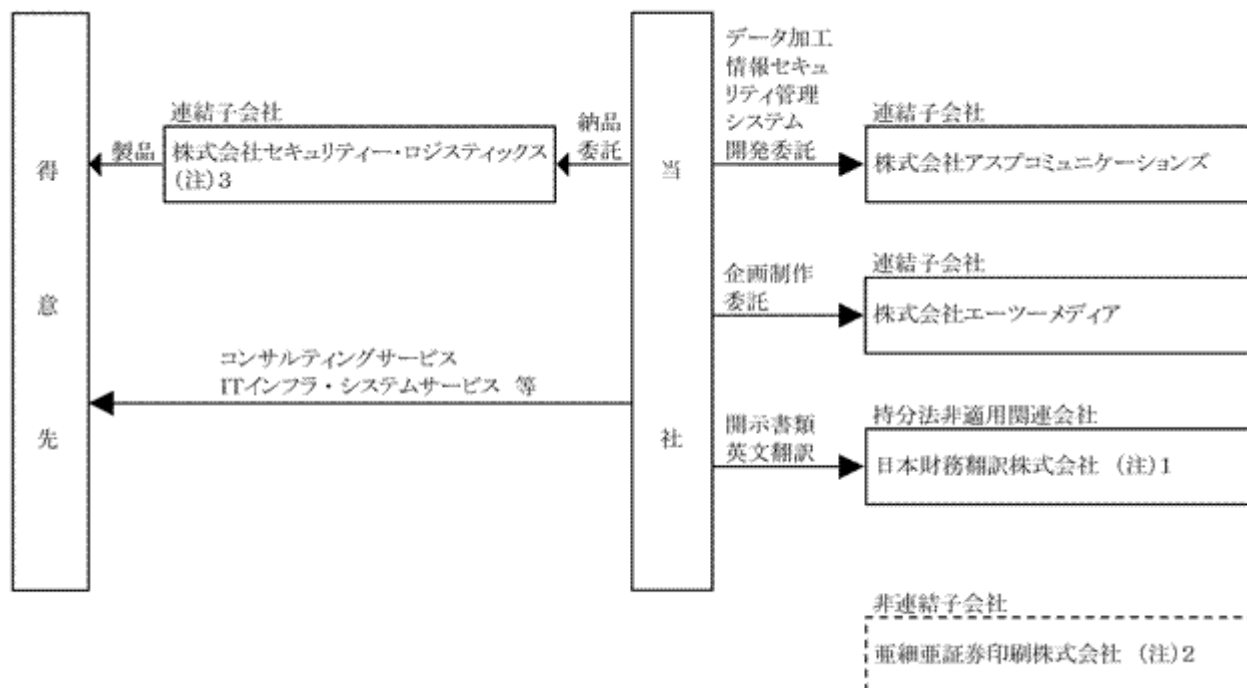 得意先
連結子会社
製品
株式会社セキュリティー・ロジスティックス
(注)3
納品
委託
コンサルティングサービス
ITインフラ・システムサービス 等
当社
データ加工
情報セキュ
リティ管理
システム
開発委託
連結子会社
株式会社アスプコミュニケーションズ
企画制作
委託
連結子会社
株式会社エーツーメディア
開示書類
英文翻訳
持分法非適用関連会社
日本財務翻訳株式会社 (注)1
非連結子会社
亜細亜証券印刷株式会社 (注)2